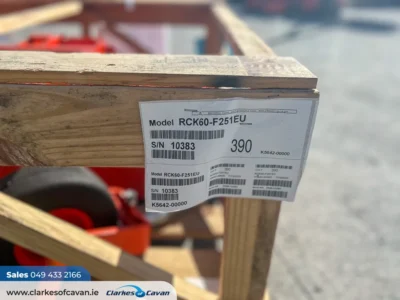 Model RCK60-F251EU
S/N 10383
390
K5642-00000
Model RCK60-F251EU
S/N 10383
K5642-00000
Sales 049 433 2166
www.clarkesofcavan.ie
Clarkes Of Cavan